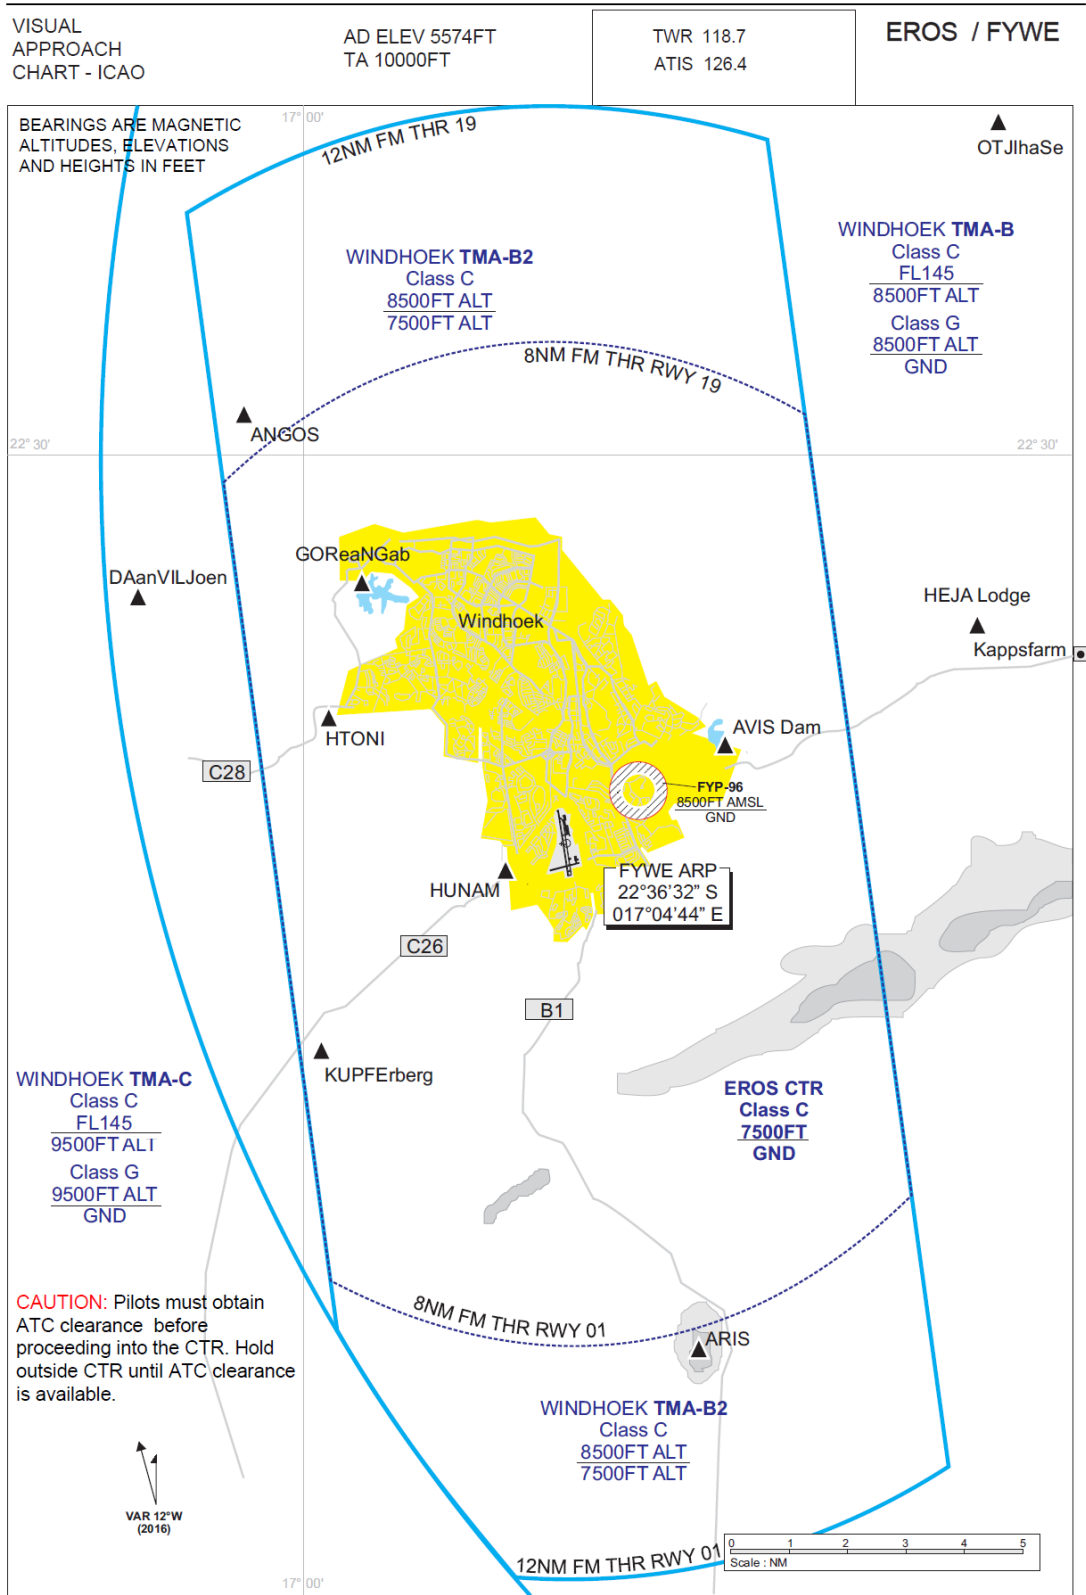 VISUAL
APPROACH
CHART - ICAO
AD ELEV 5574FT
TA 10000FT
TWR 118.7
ATIS 126.4
EROS / FYWE
BEARINGS ARE MAGNETIC
ALTITUDES, ELEVATIONS
AND HEIGHTS IN FEET
17° 00'
12NM FM THR 19
OTJIhaSe
WINDHOEK TMA-B2
Class C
8500FT ALT
7500FT ALT
WINDHOEK TMA-B
Class C
FL145
8500FT ALT
Class G
8500FT ALT
GND
8NM FM THR RWY 19
ANGOS
22° 30'
22° 30'
GOReaNGab
DAanVILJoen
Windhoek
HEJA Lodge
Kappsfarm
HTONI
AVIS Dam
C28
FYP-96
8500FT AMSL
GND
HUNAM
FYWE ARP
22°36'32" S
017°04'44" E
C26
B1
KUPFErberg
WINDHOEK TMA-C
Class C
FL145
9500FT ALT
Class G
9500FT ALT
GND
EROS CTR
Class C
7500FT
GND
CAUTION: Pilots must obtain
ATC clearance before
proceeding into the CTR. Hold
outside CTR until ATC clearance
is available.
8NM FM THR RWY 01
ARIS
WINDHOEK TMA-B2
Class C
8500FT ALT
7500FT ALT
VAR 12°W
(2016)
12NM FM THR RWY 01
0 1 2 3 4 5
Scale : NM
17° 00'